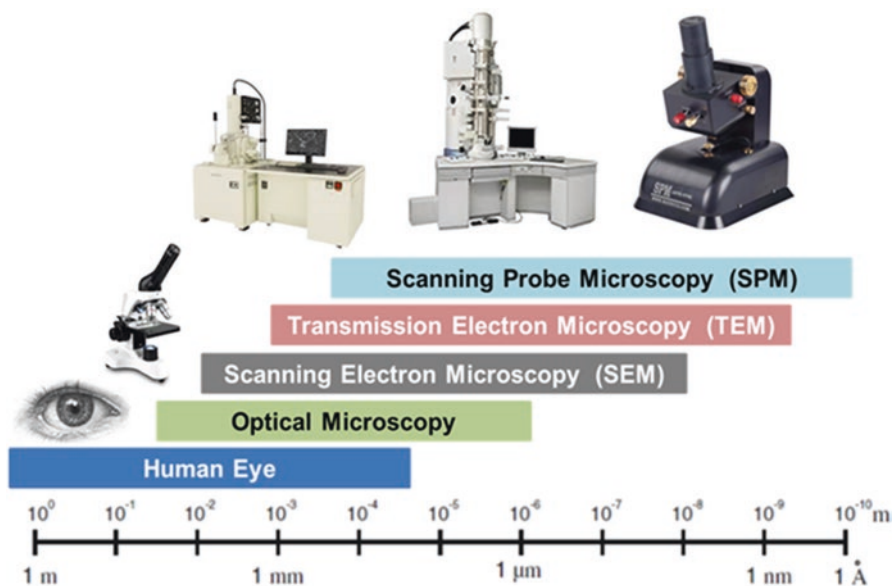 SPM
Scanning Probe Microscopy (SPM)
Transmission Electron Microscopy (TEM)
Scanning Electron Microscopy (SEM)
Optical Microscopy
Human Eye
10⁰ 10⁻¹ 10⁻² 10⁻³ 10⁻⁴ 10⁻⁵ 10⁻⁶ 10⁻⁷ 10⁻⁸ 10⁻⁹ 10⁻¹⁰ m
1 m 1 mm 1 μm 1 nm 1 Å